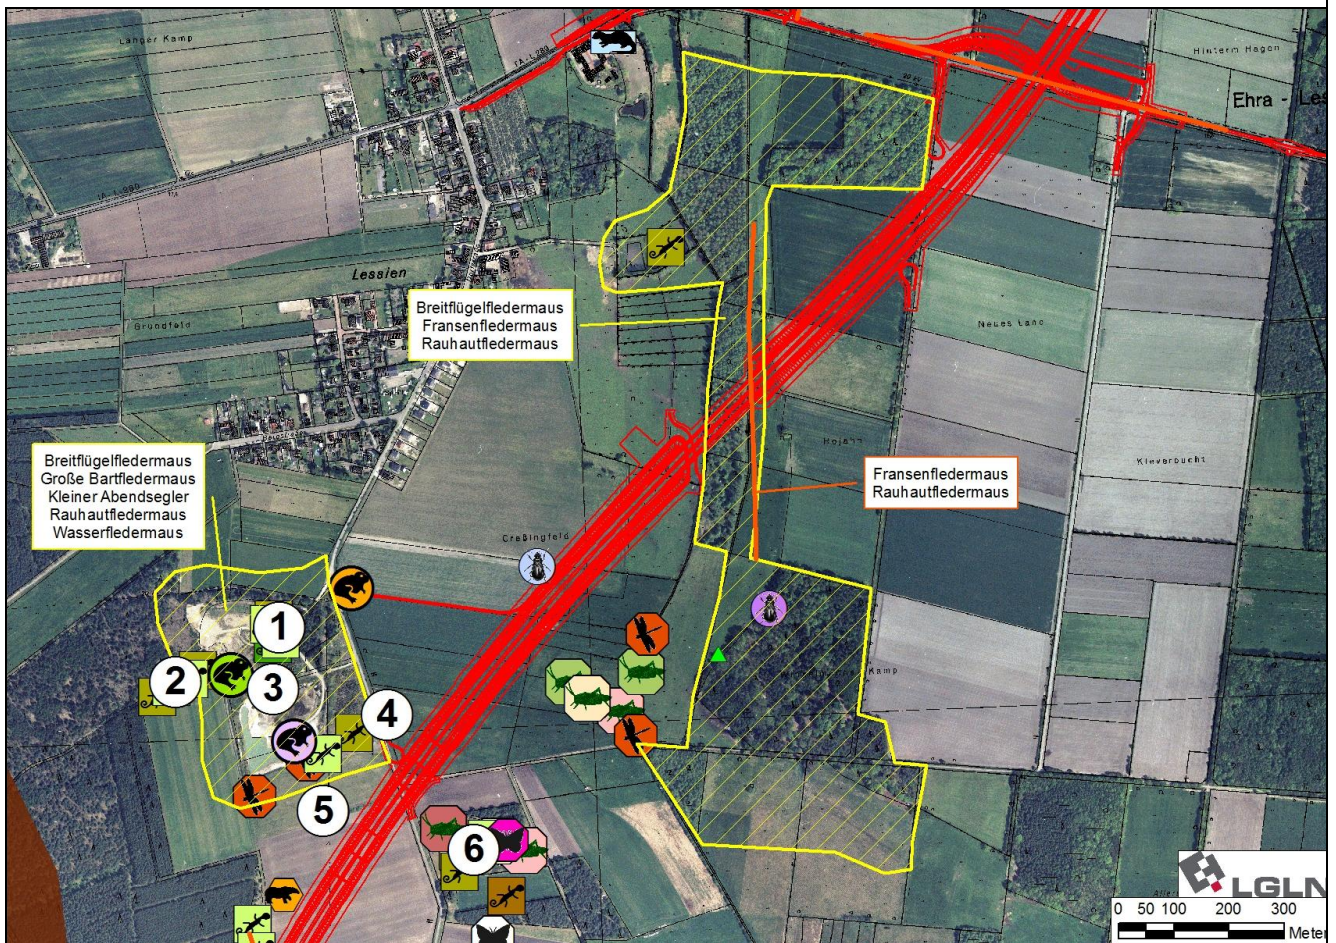 Langer Kamp
Hinterm Hagen
Ehra - Les
Lessien
Grundfeld
Neues Land
Breitflügelfledermaus
Fransenfledermaus
Rauhautfledermaus
Breitflügelfledermaus
Große Bartfledermaus
Kleiner Abendsegler
Rauhautfledermaus
Wasserfledermaus
Hojahn
Kleverbucht
Fransenfledermaus
Rauhautfledermaus
Creßingfeld
1
2
3
4
Kamp
5
6
LGLN
0 50 100 200 300
Meter